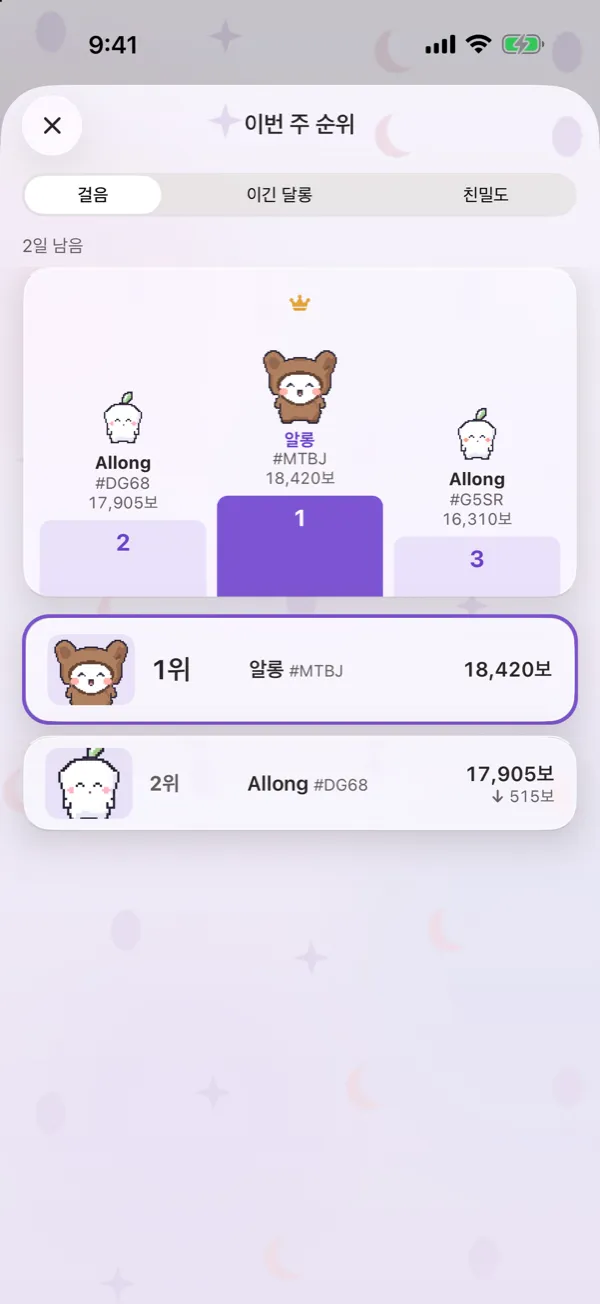 9:41
이번 주 순위
걸음 이긴 달롱 친밀도
2일 남음
알롱
#MTBJ
18,420보
1
Allong
#DG68
17,905보
2
Allong
#G5SR
16,310보
3
1위 알롱 #MTBJ 18,420보
2위 Allong #DG68 17,905보
↓ 515보